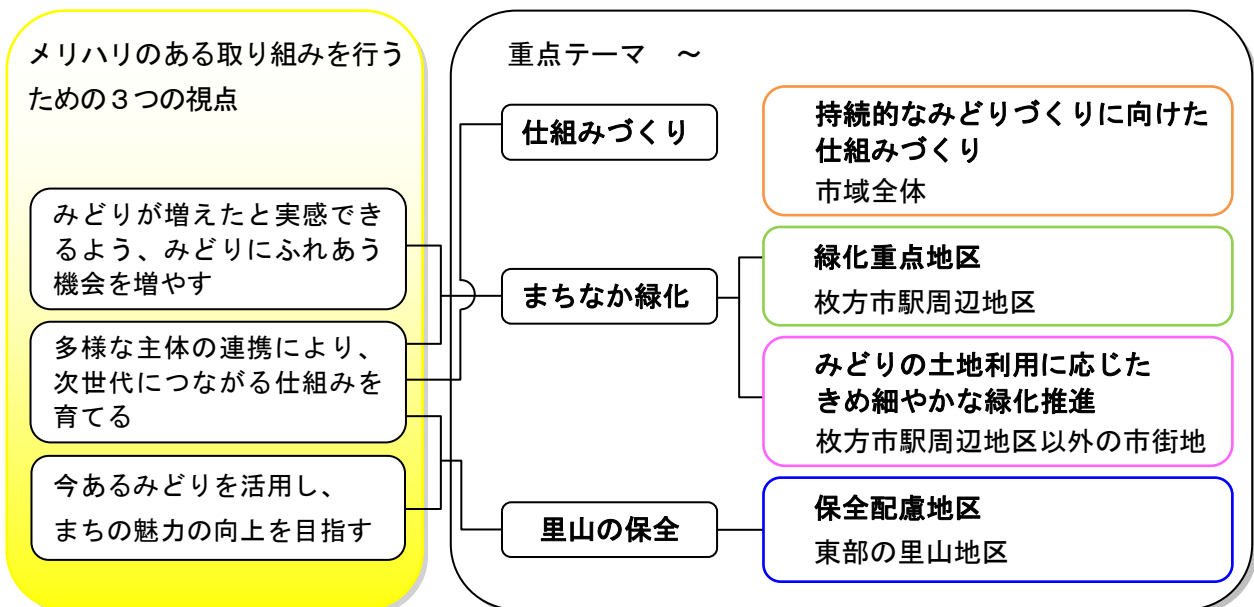 メリハリのある取り組みを行う
ための３つの視点
みどりが増えたと実感でき
るよう、みどりにふれあう
機会を増やす
多様な主体の連携により、
次世代につながる仕組みを
育てる
今あるみどりを活用し、
まちの魅力の向上を目指す
重点テーマ　～
仕組みづくり
持続的なみどりづくりに向けた
仕組みづくり
市域全体
まちなか緑化
緑化重点地区
枚方市駅周辺地区
みどりの土地利用に応じた
きめ細やかな緑化推進
枚方市駅周辺地区以外の市街地
里山の保全
保全配慮地区
東部の里山地区